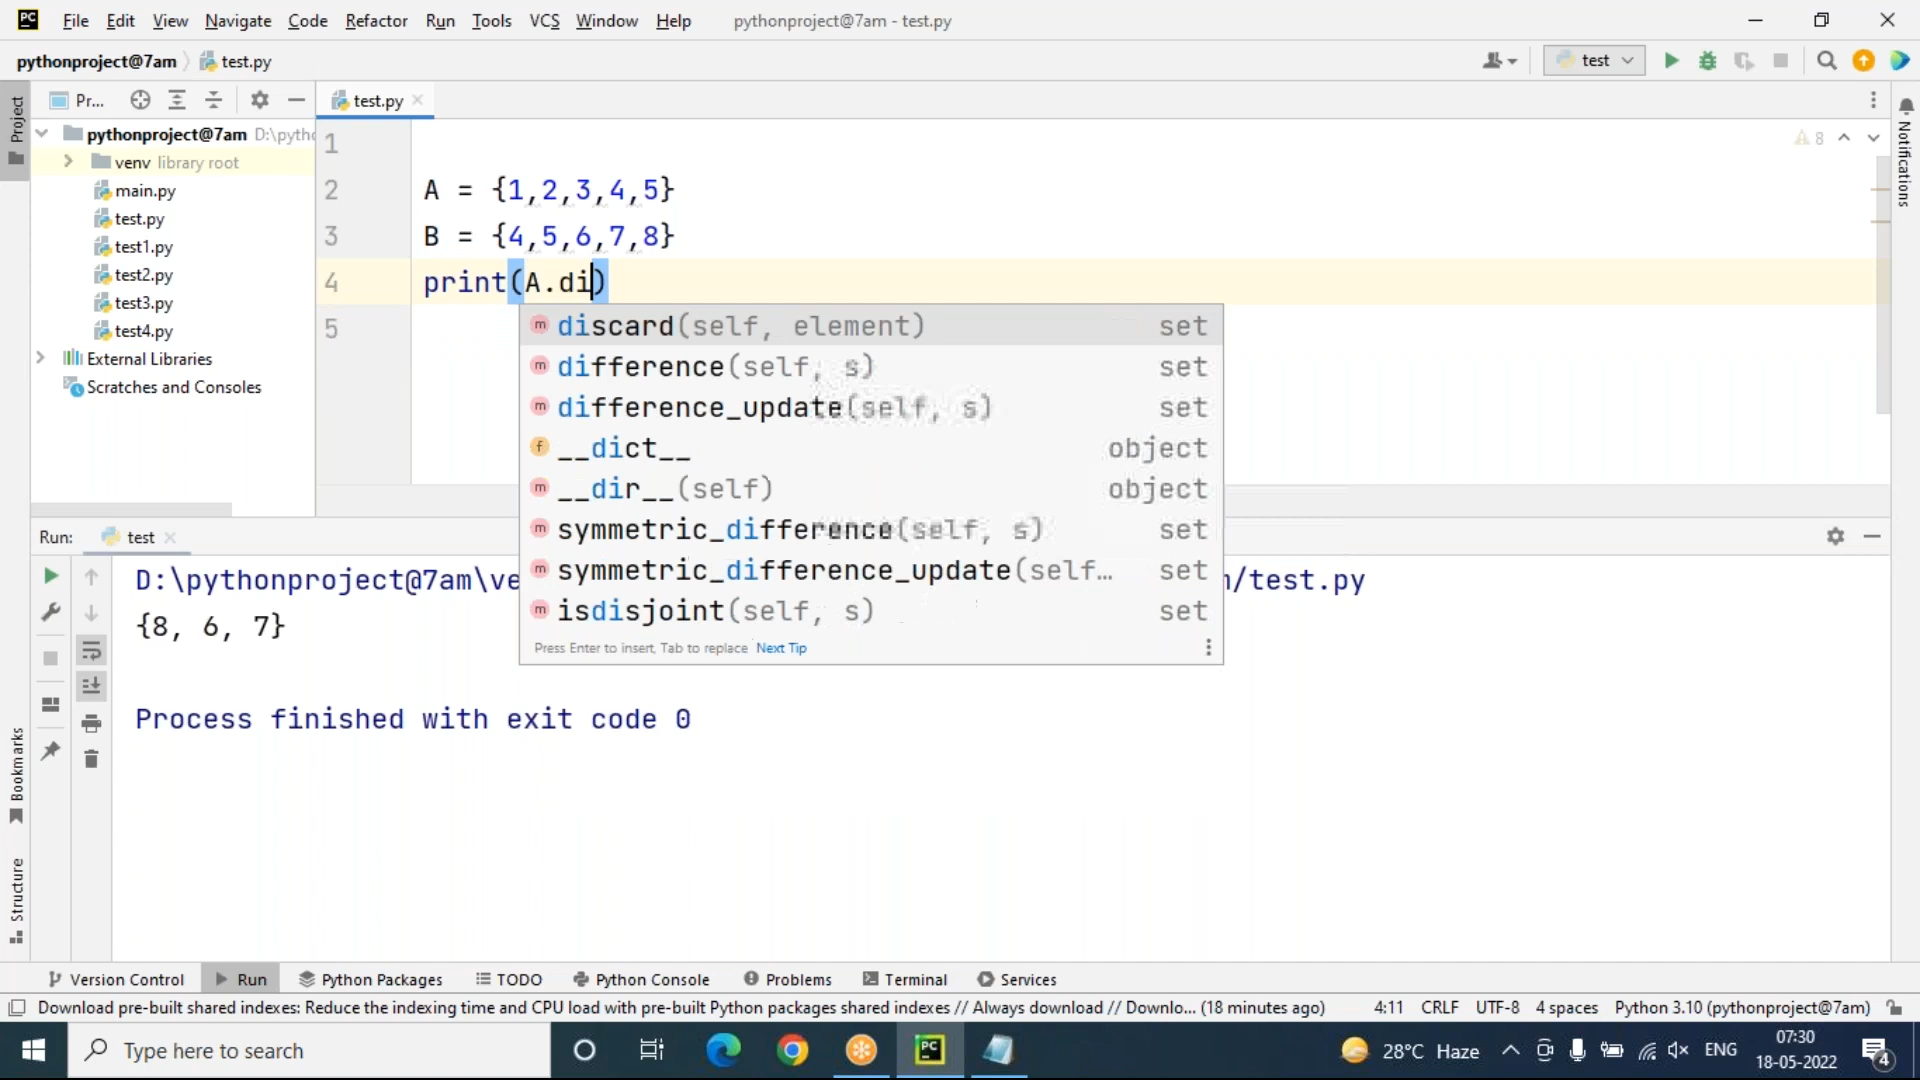 PC File Edit View Navigate Code Refactor Run Tools VCS Window Help pythonproject@7am - test.py
pythonproject@7am test.py test
Project Pr... test.py
pythonproject@7am D:\pytho
venv library root
main.py
test.py
test1.py
test2.py
test3.py
test4.py
External Libraries
Scratches and Consoles
8
Notifications
1
2 A = {1,2,3,4,5}
3 B = {4,5,6,7,8}
4 print(A.di)
5
discard(self, element) set
difference(self, s) set
difference_update(self, s) set
__dict__ object
__dir__(self) object
symmetric_difference(self, s) set
symmetric_difference_update(self… set
isdisjoint(self, s) set
Press Enter to insert, Tab to replace Next Tip
Run: test
D:\pythonproject@7am\ve /test.py
{8, 6, 7}
Process finished with exit code 0
Bookmarks
Structure
Version Control Run Python Packages TODO Python Console Problems Terminal Services
Download pre-built shared indexes: Reduce the indexing time and CPU load with pre-built Python packages shared indexes // Always download // Downlo... (18 minutes ago) 4:11 CRLF UTF-8 4 spaces Python 3.10 (pythonproject@7am)
Type here to search PC 28°C Haze ENG 07:30
18-05-2022 4